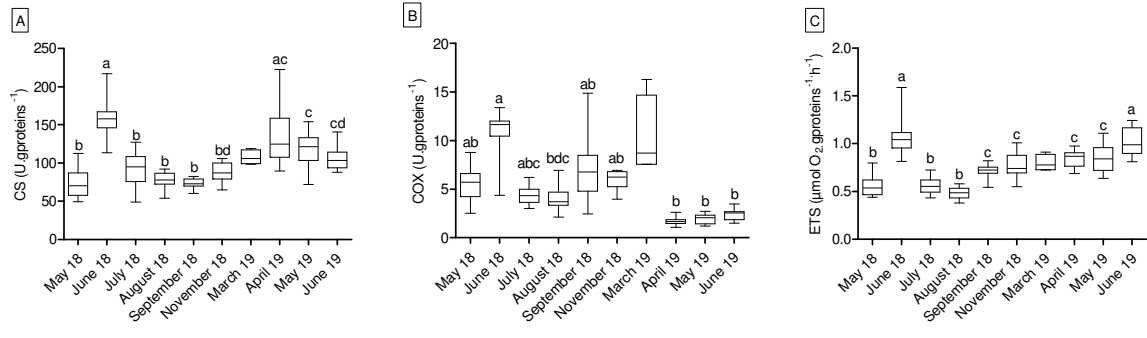 A
CS (U.gproteins⁻¹)
250
200
150
100
50
0
b
a
b
b
b
bd
ac
c
cd
May 18
June 18
July 18
August 18
September 18
November 18
March 19
April 19
May 19
June 19
B
COX (U.gproteins⁻¹)
20
15
10
5
0
ab
a
abc
bdc
ab
ab
b
b
b
May 18
June 18
July 18
August 18
September 18
November 18
March 19
April 19
May 19
June 19
C
ETS (µmol O₂.gproteins⁻¹·h⁻¹)
2.0
1.5
1.0
0.5
0.0
b
a
b
b
c
c
c
c
a
May 18
June 18
July 18
August 18
September 18
November 18
March 19
April 19
May 19
June 19